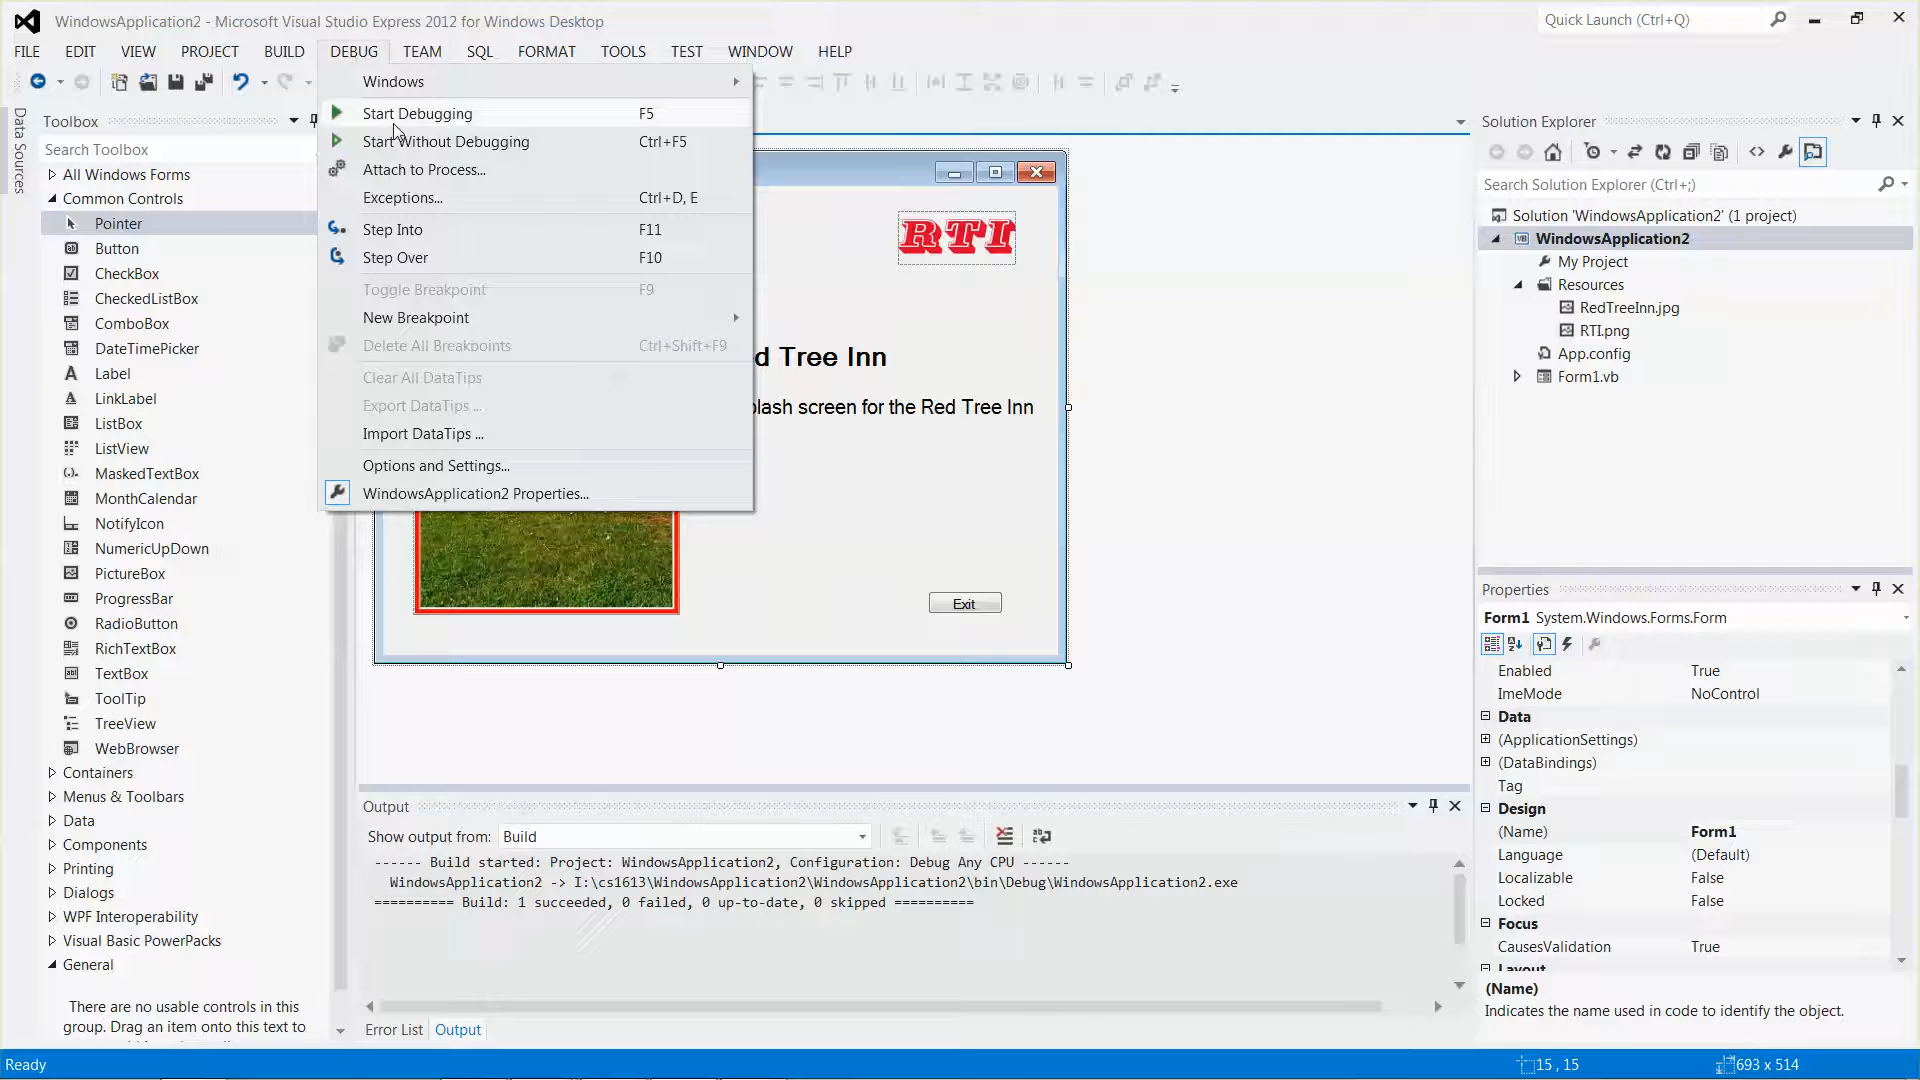 WindowsApplication2 - Microsoft Visual Studio Express 2012 for Windows Desktop
Quick Launch (Ctrl+Q)
FILE EDIT VIEW PROJECT BUILD DEBUG TEAM SQL FORMAT TOOLS TEST WINDOW HELP
Data Sources
Toolbox
Search Toolbox
All Windows Forms
Common Controls
Pointer
Button
CheckBox
CheckedListBox
ComboBox
DateTimePicker
Label
LinkLabel
ListBox
ListView
MaskedTextBox
MonthCalendar
NotifyIcon
NumericUpDown
PictureBox
ProgressBar
RadioButton
RichTextBox
TextBox
ToolTip
TreeView
WebBrowser
Containers
Menus & Toolbars
Data
Components
Printing
Dialogs
WPF Interoperability
Visual Basic PowerPacks
General
There are no usable controls in this
group. Drag an item onto this text to
Windows
Start Debugging F5
Start Without Debugging Ctrl+F5
Attach to Process...
Exceptions... Ctrl+D, E
Step Into F11
Step Over F10
Toggle Breakpoint F9
New Breakpoint
Delete All Breakpoints Ctrl+Shift+F9
Clear All DataTips
Export DataTips ...
Import DataTips ...
Options and Settings...
WindowsApplication2 Properties...
RTI
d Tree Inn
lash screen for the Red Tree Inn
Exit
Output
Show output from: Build
------ Build started: Project: WindowsApplication2, Configuration: Debug Any CPU ------
WindowsApplication2 -> I:\cs1613\WindowsApplication2\WindowsApplication2\bin\Debug\WindowsApplication2.exe
========== Build: 1 succeeded, 0 failed, 0 up-to-date, 0 skipped ==========
Error List Output
Solution Explorer
Search Solution Explorer (Ctrl+;)
Solution 'WindowsApplication2' (1 project)
WindowsApplication2
My Project
Resources
RedTreeInn.jpg
RTI.png
App.config
Form1.vb
Properties
Form1 System.Windows.Forms.Form
Enabled True
ImeMode NoControl
Data
(ApplicationSettings)
(DataBindings)
Tag
Design
(Name) Form1
Language (Default)
Localizable False
Locked False
Focus
CausesValidation True
Layout
(Name)
Indicates the name used in code to identify the object.
Ready
15 , 15
693 x 514